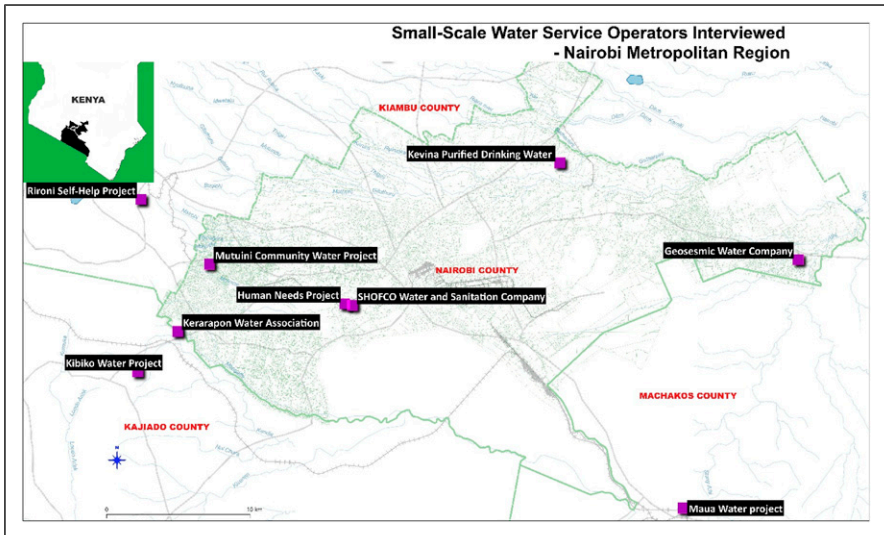 Small-Scale Water Service Operators Interviewed
- Nairobi Metropolitan Region
KENYA
KIAMBU COUNTY
Kevina Purified Drinking Water
Rironi Self-Help Project
Mutuini Community Water Project
Geosesmic Water Company
NAIROBI COUNTY
Human Needs Project
SHOFCO Water and Sanitation Company
Kerarapon Water Association
Kibiko Water Project
MACHAKOS COUNTY
KAJIADO COUNTY
N
0
10 km
Maua Water project